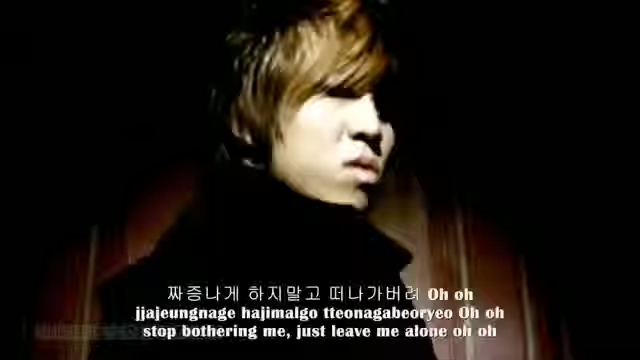 짜증나게 하지말고 떠나가버려 Oh oh
jjajeungnage hajimalgo tteonagabeoryeo Oh oh
stop bothering me, just leave me alone oh oh